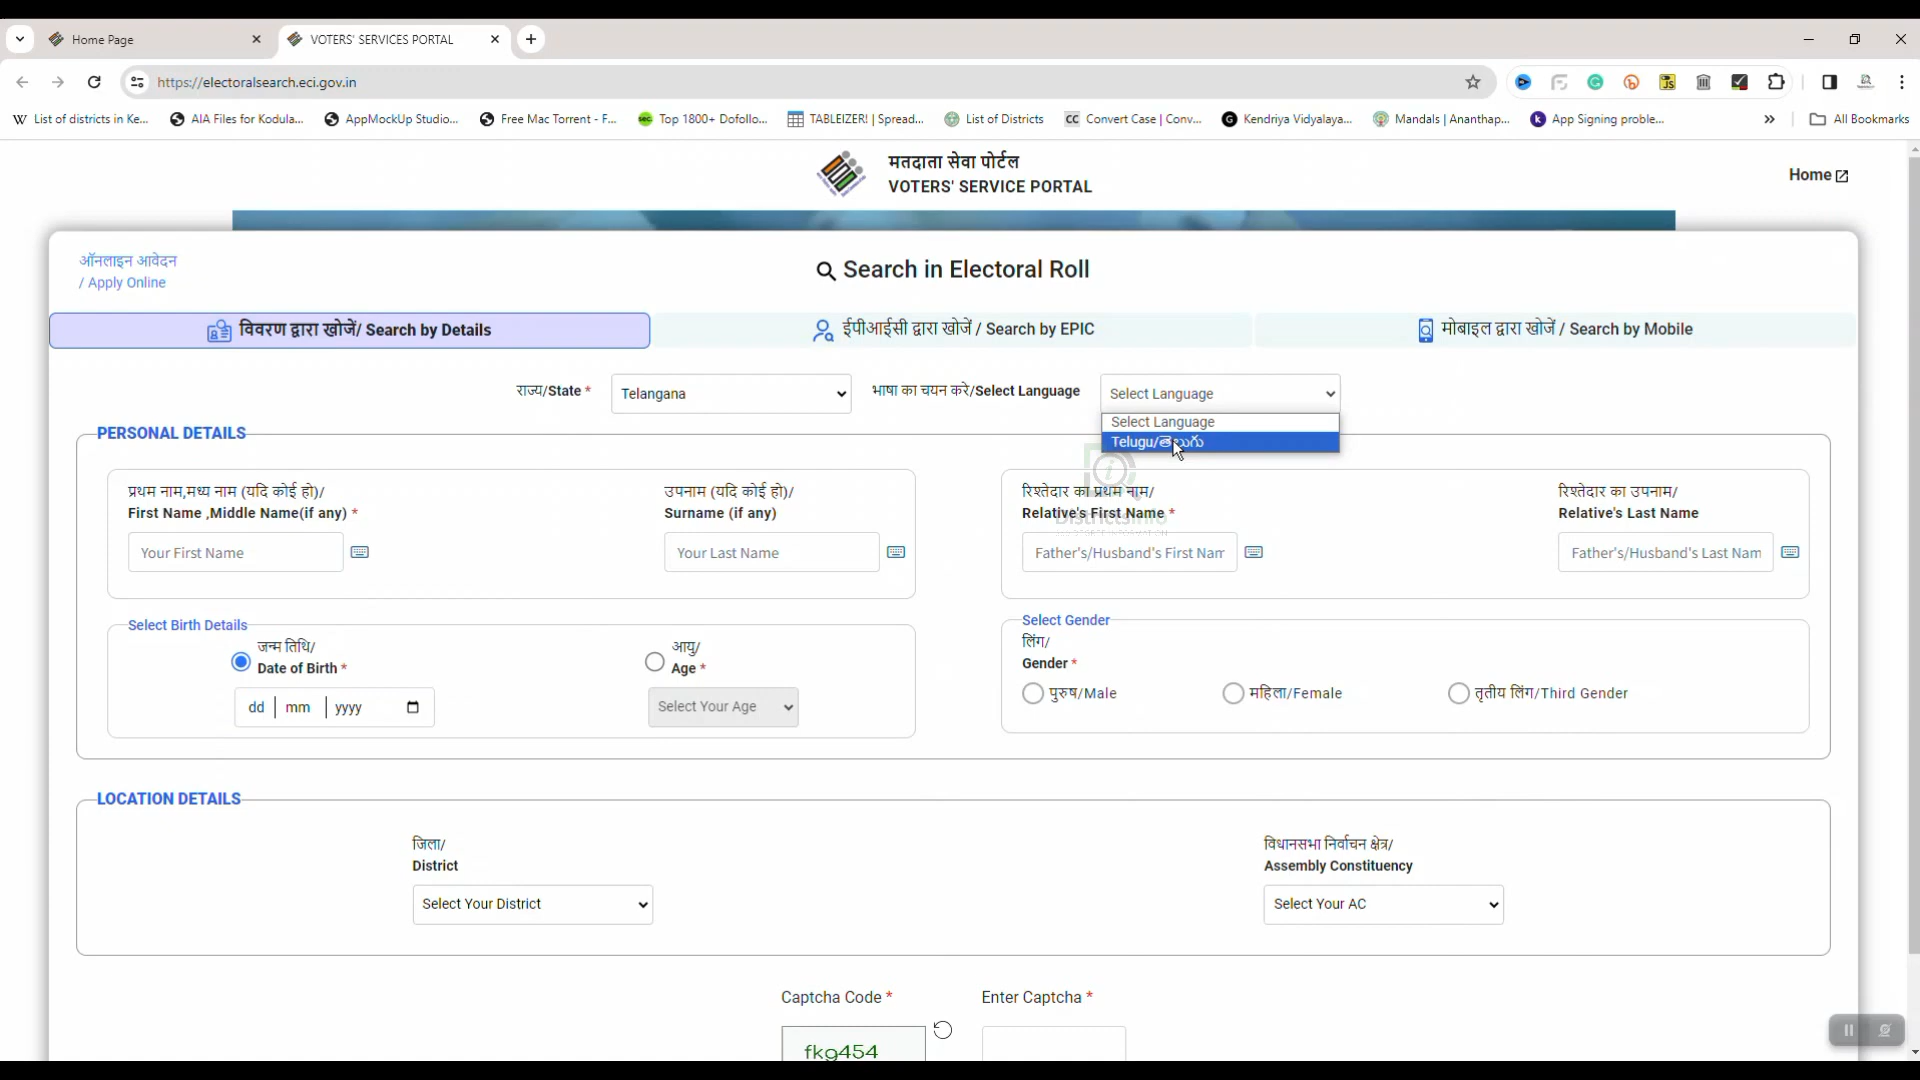 Home Page
VOTERS' SERVICES PORTAL
https://electoralsearch.eci.gov.in
List of districts in Ke...
AIA Files for Kodula...
AppMockUp Studio...
Free Mac Torrent - F...
Top 1800+ Dofollo...
TABLEIZER! | Spread...
List of Districts
CC Convert Case | Conv...
Kendriya Vidyalaya...
Mandals | Ananthap...
App Signing proble...
All Bookmarks
मतदाता सेवा पोर्टल
VOTERS' SERVICE PORTAL
Home
ऑनलाइन आवेदन
/ Apply Online
Search in Electoral Roll
विवरण द्वारा खोजें/ Search by Details
ईपीआईसी द्वारा खोजें / Search by EPIC
मोबाइल द्वारा खोजें / Search by Mobile
राज्य/State *
Telangana
भाषा का चयन करे/Select Language
Select Language
Select Language
Telugu/తెలుగు
PERSONAL DETAILS
प्रथम नाम,मध्य नाम (यदि कोई हो)/
First Name ,Middle Name(if any) *
Your First Name
उपनाम (यदि कोई हो)/
Surname (if any)
Your Last Name
रिश्तेदार का प्रथम नाम/
Relative's First Name *
Father's/Husband's First Nam
रिश्तेदार का उपनाम/
Relative's Last Name
Father's/Husband's Last Nam
DistrictsInfo
Select Birth Details
जन्म तिथि/
Date of Birth *
dd mm yyyy
आयु/
Age *
Select Your Age
Select Gender
लिंग/
Gender *
पुरुष/Male
महिला/Female
तृतीय लिंग/Third Gender
LOCATION DETAILS
जिला/
District
Select Your District
विधानसभा निर्वाचन क्षेत्र/
Assembly Constituency
Select Your AC
Captcha Code *
Enter Captcha *
fkg454